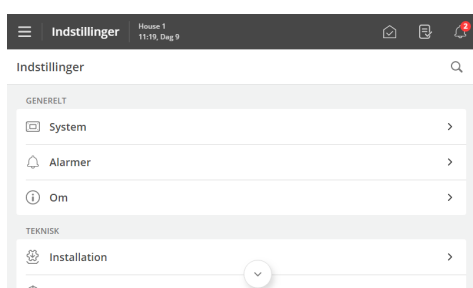 Indstillinger
House 1
11:19, Dag 9
2
Indstillinger
GENERELT
System
Alarmer
Om
TEKNISK
Installation